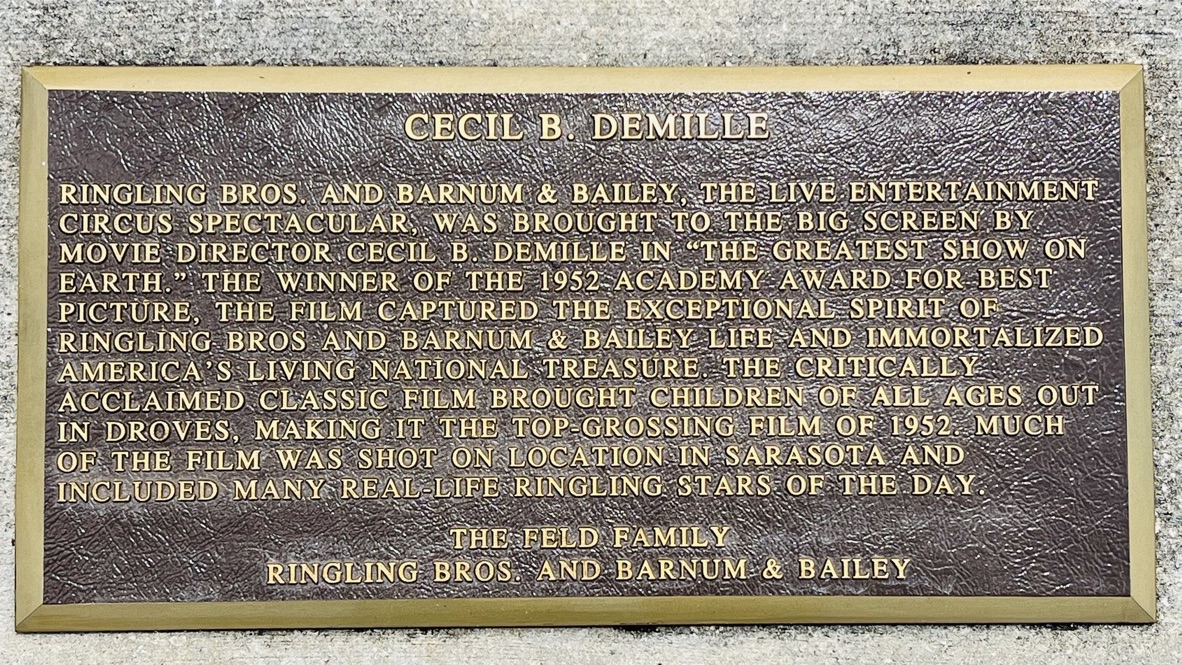 CECIL B. DEMILLE
RINGLING BROS. AND BARNUM & BAILEY, THE LIVE ENTERTAINMENT
CIRCUS SPECTACULAR, WAS BROUGHT TO THE BIG SCREEN BY
MOVIE DIRECTOR CECIL B. DEMILLE IN “THE GREATEST SHOW ON
EARTH.” THE WINNER OF THE 1952 ACADEMY AWARD FOR BEST
PICTURE, THE FILM CAPTURED THE EXCEPTIONAL SPIRIT OF
RINGLING BROS AND BARNUM & BAILEY LIFE AND IMMORTALIZED
AMERICA'S LIVING NATIONAL TREASURE. THE CRITICALLY
ACCLAIMED CLASSIC FILM BROUGHT CHILDREN OF ALL AGES OUT
IN DROVES, MAKING IT THE TOP-GROSSING FILM OF 1952. MUCH
OF THE FILM WAS SHOT ON LOCATION IN SARASOTA AND
INCLUDED MANY REAL-LIFE RINGLING STARS OF THE DAY.
THE FELD FAMILY
RINGLING BROS. AND BARNUM & BAILEY